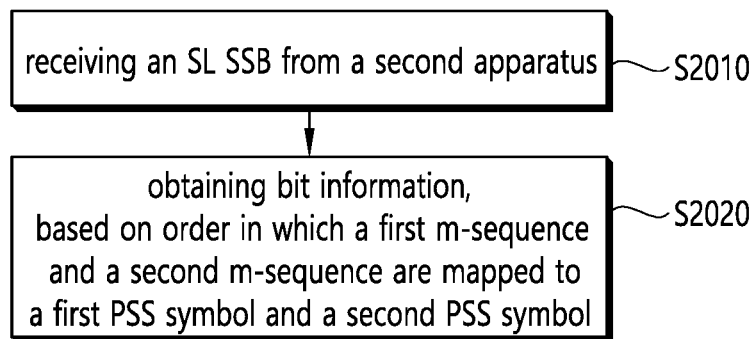 receiving an SL SSB from a second apparatus
S2010
obtaining bit information,
based on order in which a first m-sequence
and a second m-sequence are mapped to
a first PSS symbol and a second PSS symbol
S2020